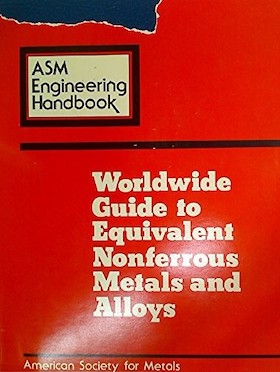 ASM
Engineering
Handbook
Worldwide
Guide to
Equivalent
Nonferrous
Metals and
Alloys
American Society for Metals